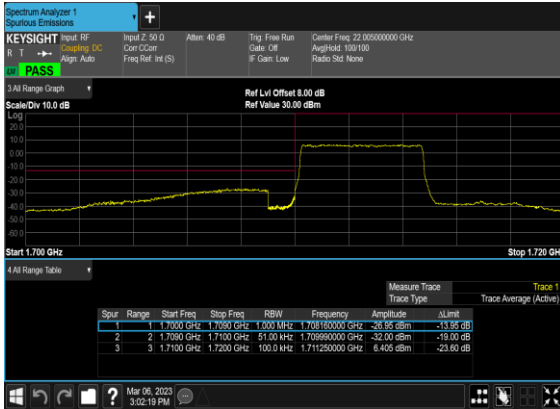 Spectrum Analyzer 1
Spurious Emissions
+
KEYSIGHT
R T
PASS
Input: RF
Coupling: DC
Align: Auto
Input Z: 50 Ω
Corr CCorr
Freq Ref: Int (S)
Atten: 40 dB
Trig: Free Run
Gate: Off
IF Gain: Low
Center Freq: 22.005000000 GHz
Avg|Hold: 100/100
Radio Std: None
3 All Range Graph
Scale/Div 10.0 dB
Ref Lvl Offset 8.00 dB
Ref Value 30.00 dBm
Log
20.0
10.0
0.00
-10.0
-20.0
-30.0
-40.0
-50.0
-60.0
Start 1.700 GHz
Stop 1.720 GH
4 All Range Table
Measure Trace Trace 1
Trace Type Trace Average (Active)
Spur Range Start Freq Stop Freq RBW Frequency Amplitude ΔLimit
1 1 1.7000 GHz 1.7090 GHz 1.000 MHz 1.708160000 GHz -26.95 dBm -13.95 dB
2 2 1.7090 GHz 1.7100 GHz 51.00 kHz 1.709990000 GHz -32.00 dBm -19.00 dB
3 3 1.7100 GHz 1.7200 GHz 100.0 kHz 1.711250000 GHz 6.405 dBm -23.60 dB
?
Mar 06, 2023
3:02:19 PM